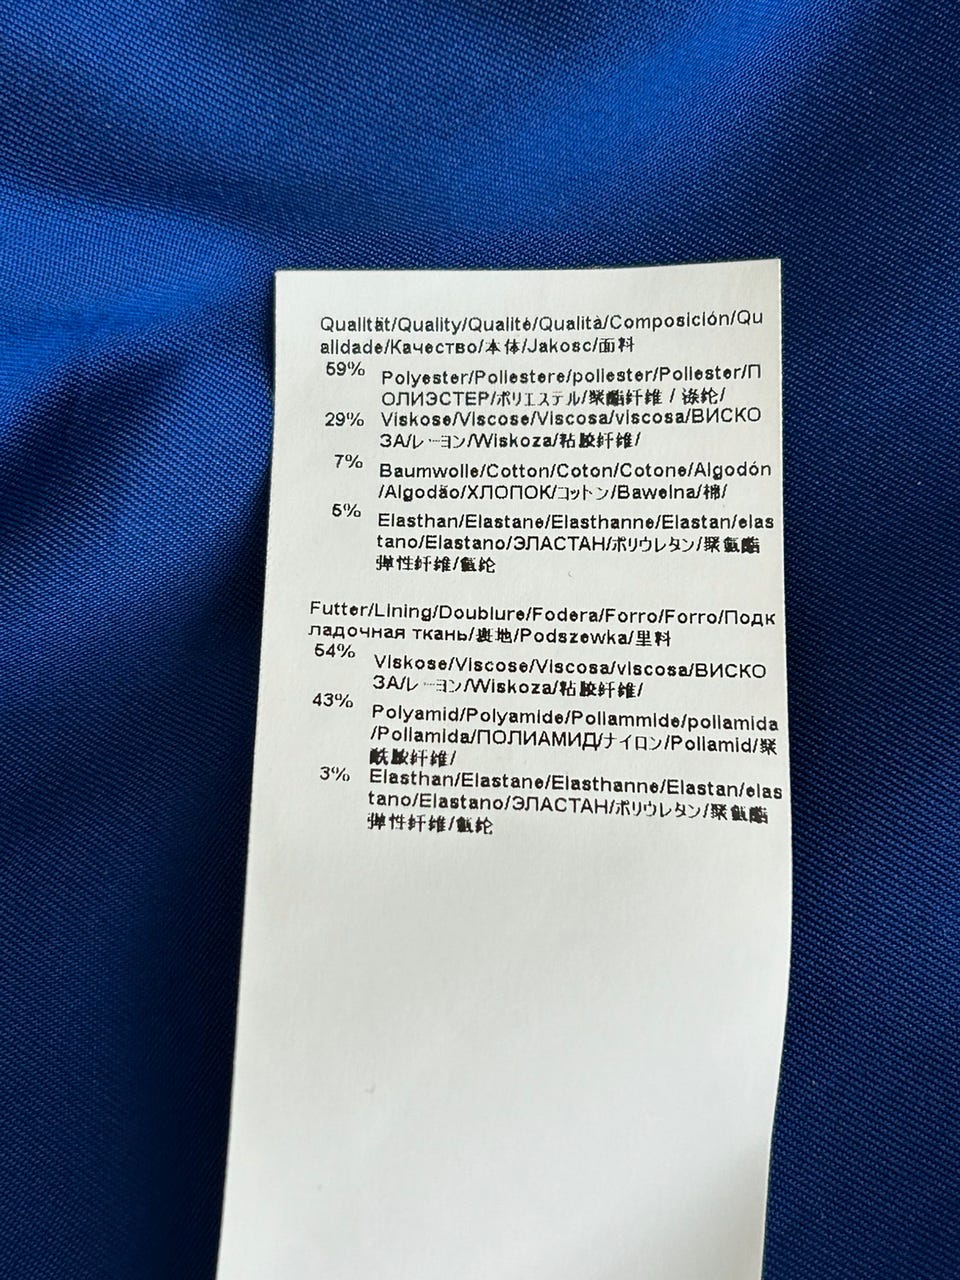 Qualität/Quality/Qualité/Qualità/Composición/Qu
alidade/Качество/本体/Jakosc/面料
59% Polyester/Poliestere/poliester/Poliester/П
ОЛИЭСТЕР/ポリエステル/聚酯纤维 / 涤纶/
29% Viskose/Viscose/Viscosa/viscosa/ВИСКО
ЗА/レーヨン/Wiskoza/粘胶纤维/
7% Baumwolle/Cotton/Coton/Cotone/Algodón
/Algodão/ХЛОПОК/コットン/Bawelna/棉/
5% Elasthan/Elastane/Elasthanne/Elastan/elas
tano/Elastano/ЭЛАСТАН/ポリウレタン/聚氨酯
弹性纤维/氨纶
Futter/Lining/Doublure/Fodera/Forro/Forro/Подк
ладочная ткань/裏地/Podszewka/里料
54% Viskose/Viscose/Viscosa/viscosa/ВИСКО
ЗА/レーヨン/Wiskoza/粘胶纤维/
43% Polyamid/Polyamide/Poliammide/poliamida
/Poliamida/ПОЛИАМИД/ナイロン/Poliamid/聚
酰胺纤维/
3% Elasthan/Elastane/Elasthanne/Elastan/elas
tano/Elastano/ЭЛАСТАН/ポリウレタン/聚氨酯
弹性纤维/氨纶